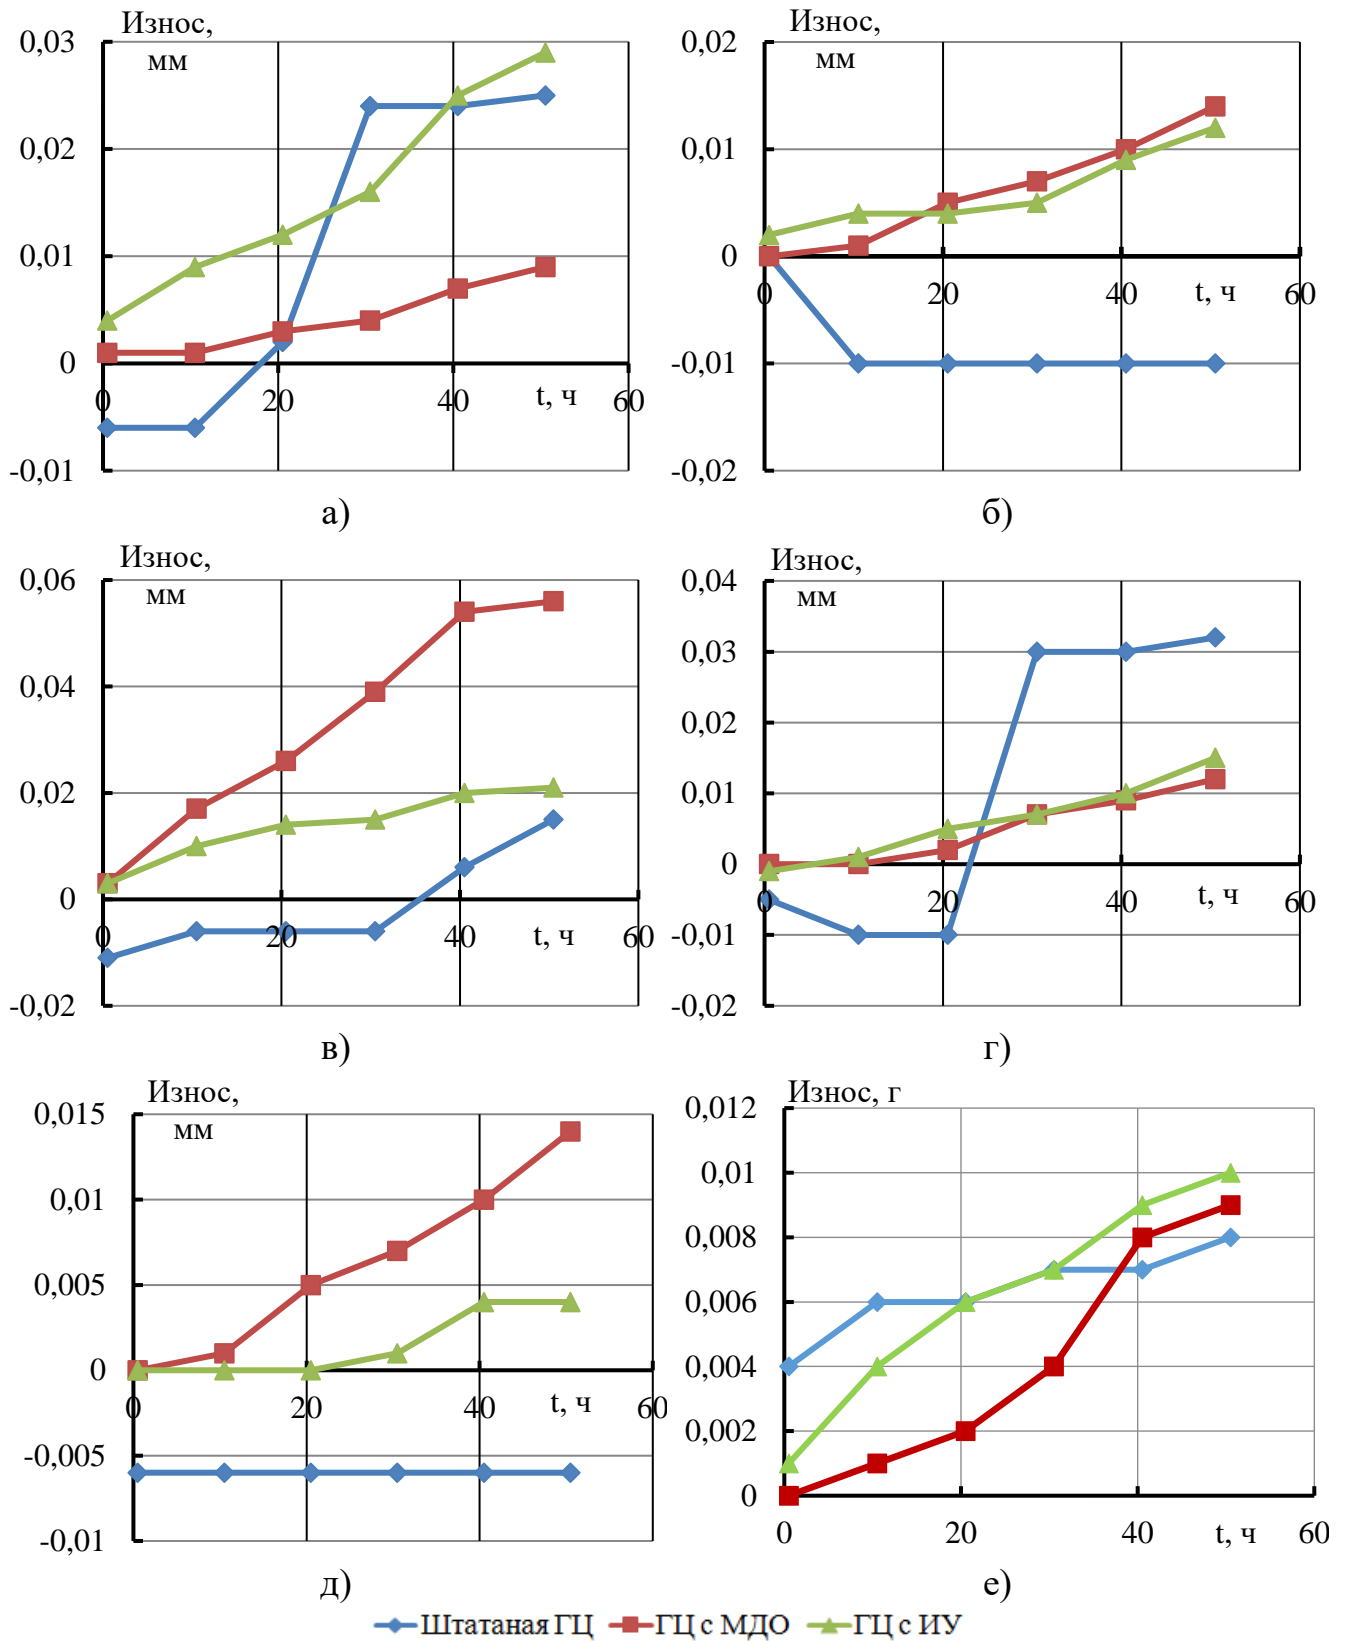 Износ,
мм
0,03
0,02
0,01
0
-0,01
0
20
40
t, ч
60
а)
Износ,
мм
0,02
0,01
0
-0,01
-0,02
0
20
40
t, ч
60
б)
Износ,
мм
0,06
0,04
0,02
0
-0,02
0
20
40
t, ч
60
в)
Износ,
мм
0,04
0,03
0,02
0,01
0
-0,01
-0,02
0
20
40
t, ч
60
г)
Износ,
мм
0,015
0,01
0,005
0
-0,005
-0,01
0
20
40
t, ч
60
д)
Износ, г
0,012
0,01
0,008
0,006
0,004
0,002
0
0
20
40
t, ч
60
е)
Штатаная ГЦ ГЦ с МДО ГЦ с ИУ